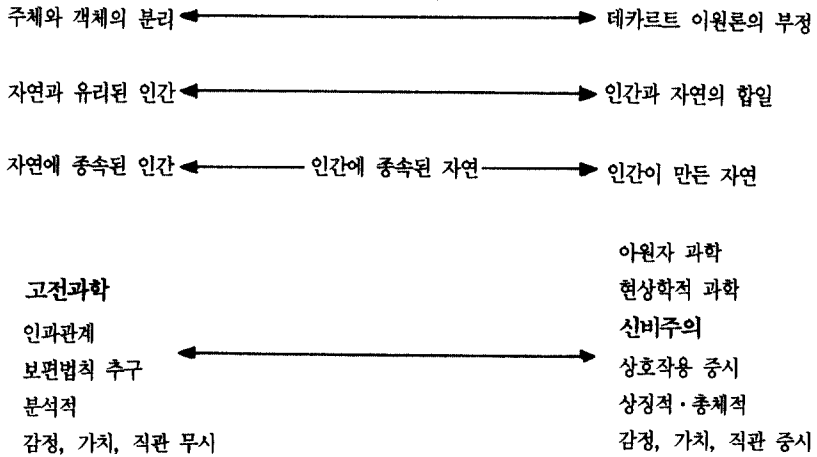 주체와 객체의 분리 데카르트 이원론의 부정
자연과 유리된 인간 인간과 자연의 합일
자연에 종속된 인간 인간에 종속된 자연 인간이 만든 자연
고전과학
인과관계
보편법칙 추구
분석적
감정, 가치, 직관 무시
아원자 과학
현상학적 과학
신비주의
상호작용 중시
상징적·총체적
감정, 가치, 직관 중시